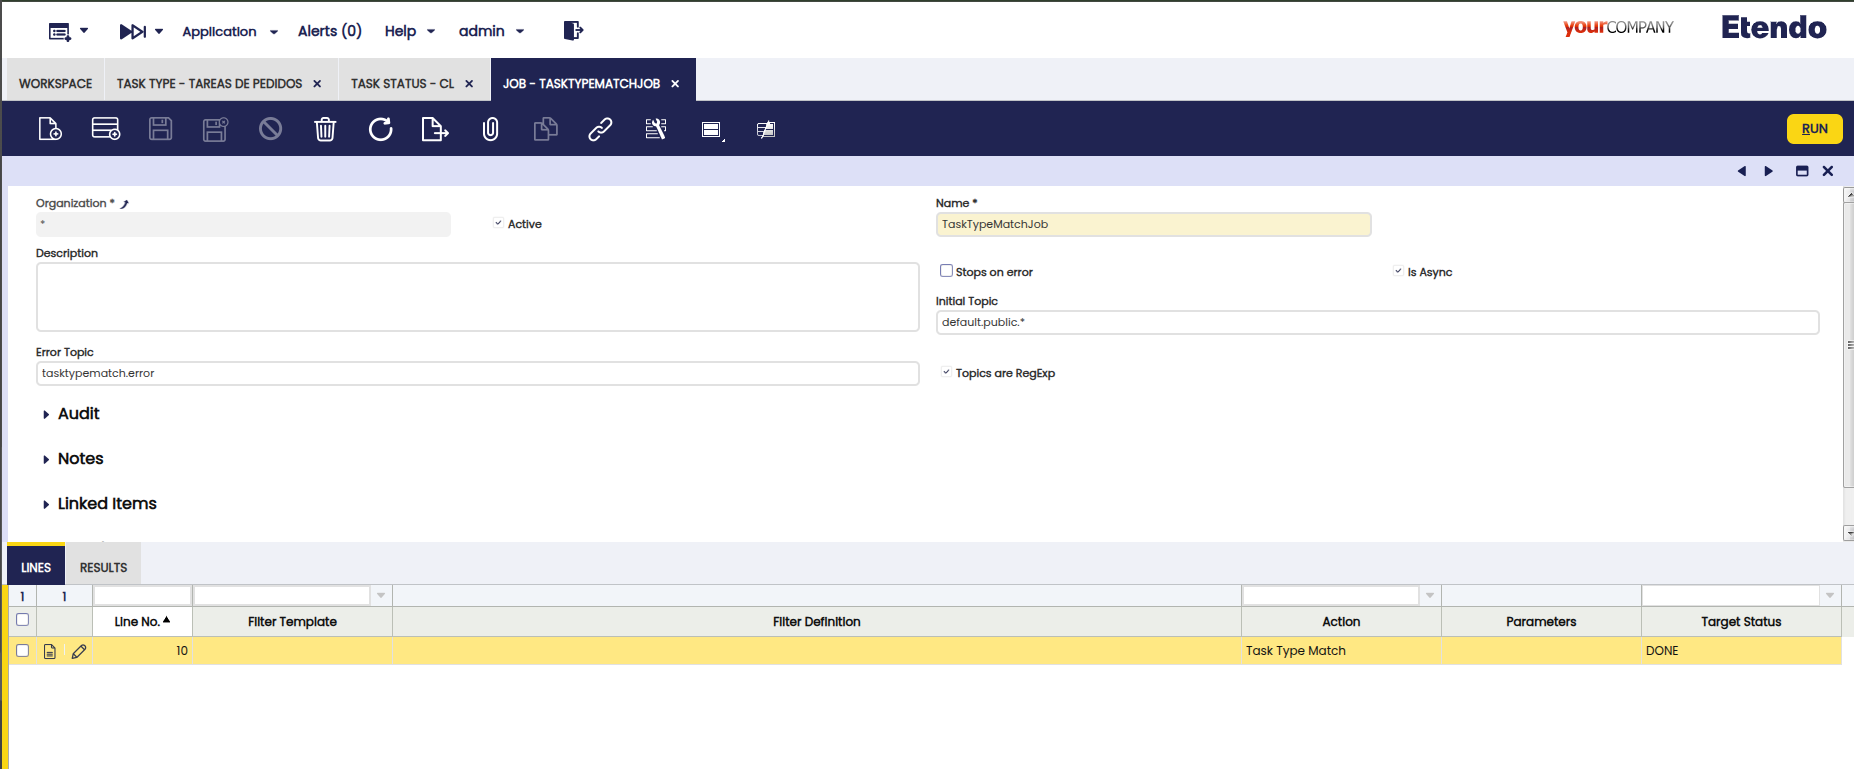 Application
Alerts (0)
Help
admin
yourCOMPANY
Etendo
WORKSPACE
TASK TYPE - TAREAS DE PEDIDOS
TASK STATUS - CL
JOB - TASKTYPEMATCHJOB
RUN
Organization *
*
Active
Name *
TaskTypeMatchJob
Description
Stops on error
Is Async
Initial Topic
default.public.*
Error Topic
tasktypematch.error
Topics are RegExp
Audit
Notes
Linked Items
LINES
RESULTS
1 1
Line No. Filter Template Filter Definition Action Parameters Target Status
10 Task Type Match DONE